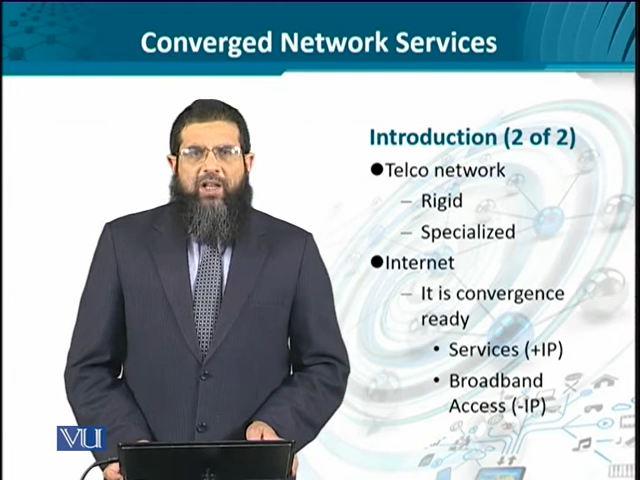 Converged Network Services
Introduction (2 of 2)
●Telco network
– Rigid
– Specialized
●Internet
– It is convergence
ready
• Services (+IP)
• Broadband
Access (-IP)
VU